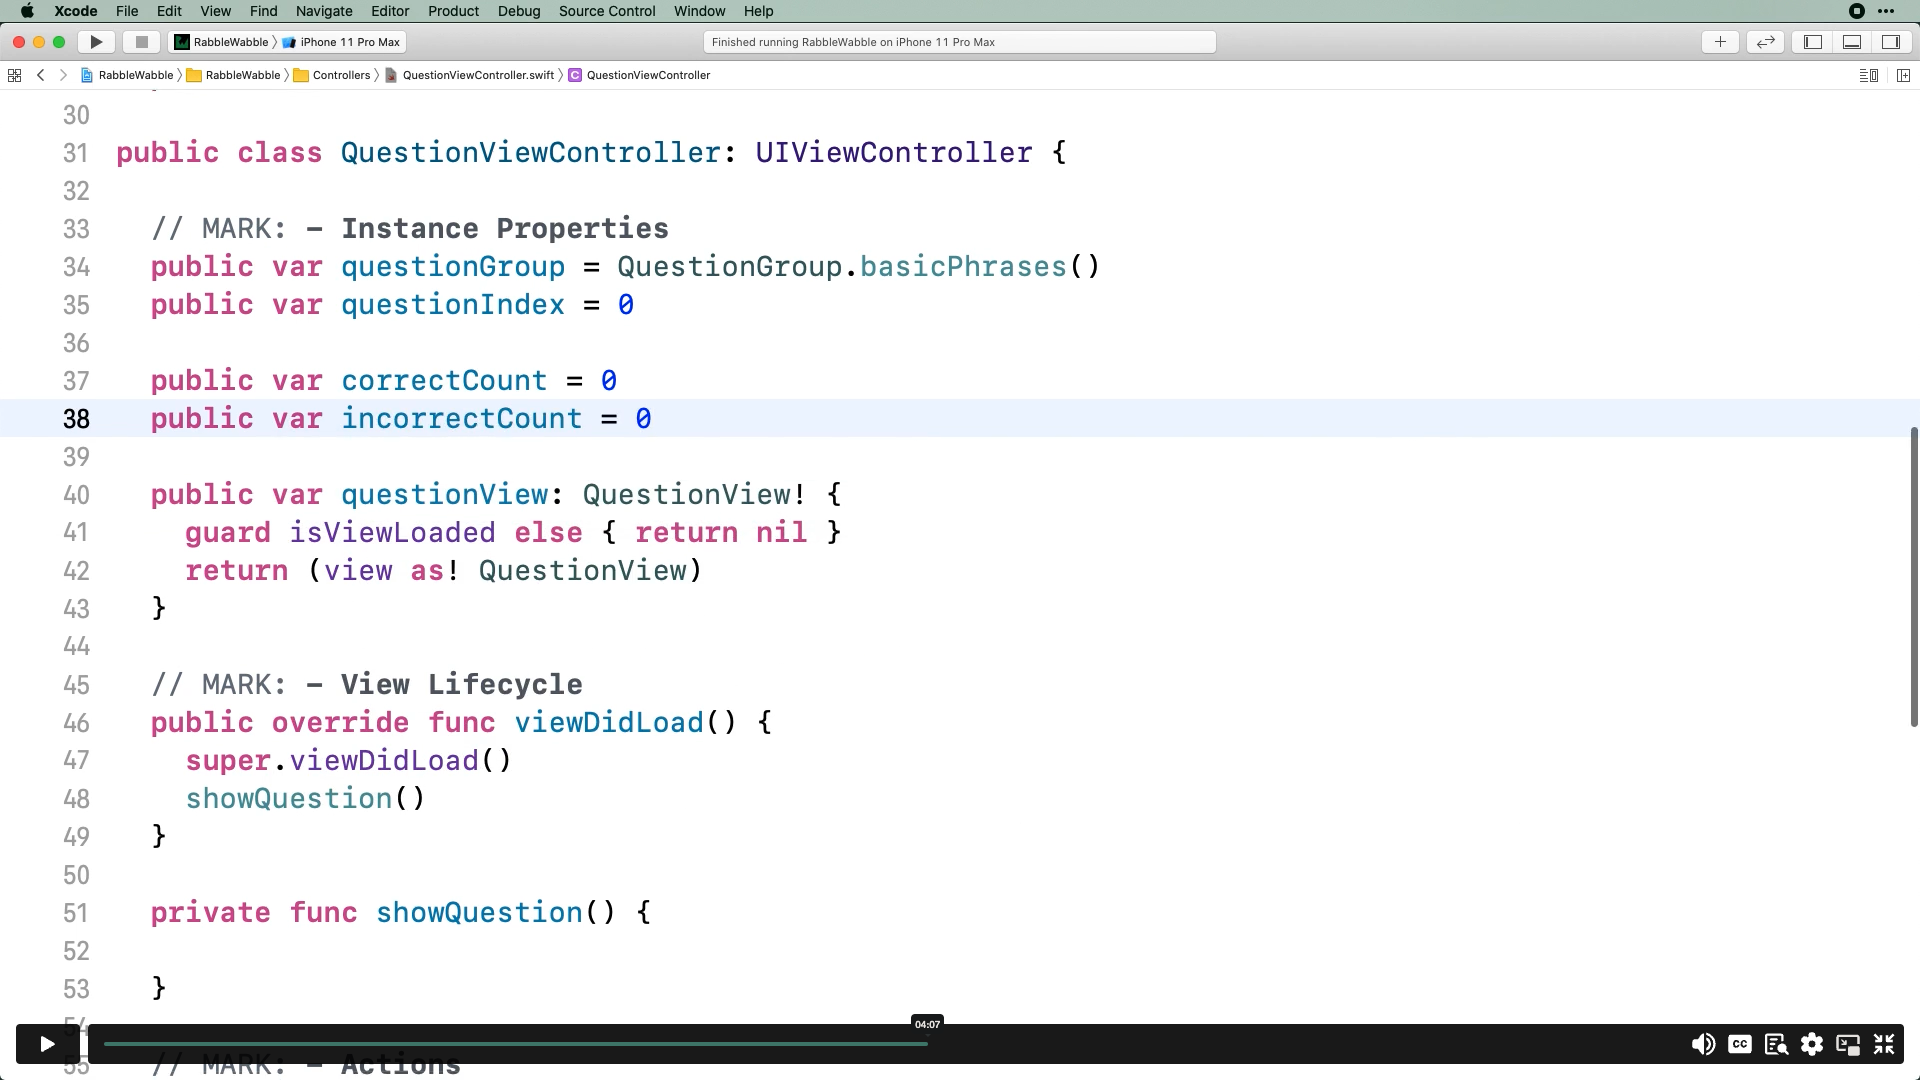 Xcode File Edit View Find Navigate Editor Product Debug Source Control Window Help
RabbleWabble 〉 iPhone 11 Pro Max
Finished running RabbleWabble on iPhone 11 Pro Max
RabbleWabble 〉 RabbleWabble 〉 Controllers 〉 QuestionViewController.swift 〉 C QuestionViewController
30
31 public class QuestionViewController: UIViewController {
32
33 // MARK: - Instance Properties
34 public var questionGroup = QuestionGroup.basicPhrases()
35 public var questionIndex = 0
36
37 public var correctCount = 0
38 public var incorrectCount = 0
39
40 public var questionView: QuestionView! {
41 guard isViewLoaded else { return nil }
42 return (view as! QuestionView)
43 }
44
45 // MARK: - View Lifecycle
46 public override func viewDidLoad() {
47 super.viewDidLoad()
48 showQuestion()
49 }
50
51 private func showQuestion() {
52
53 }
54
04:07
CC
55 // MARK: - Actions